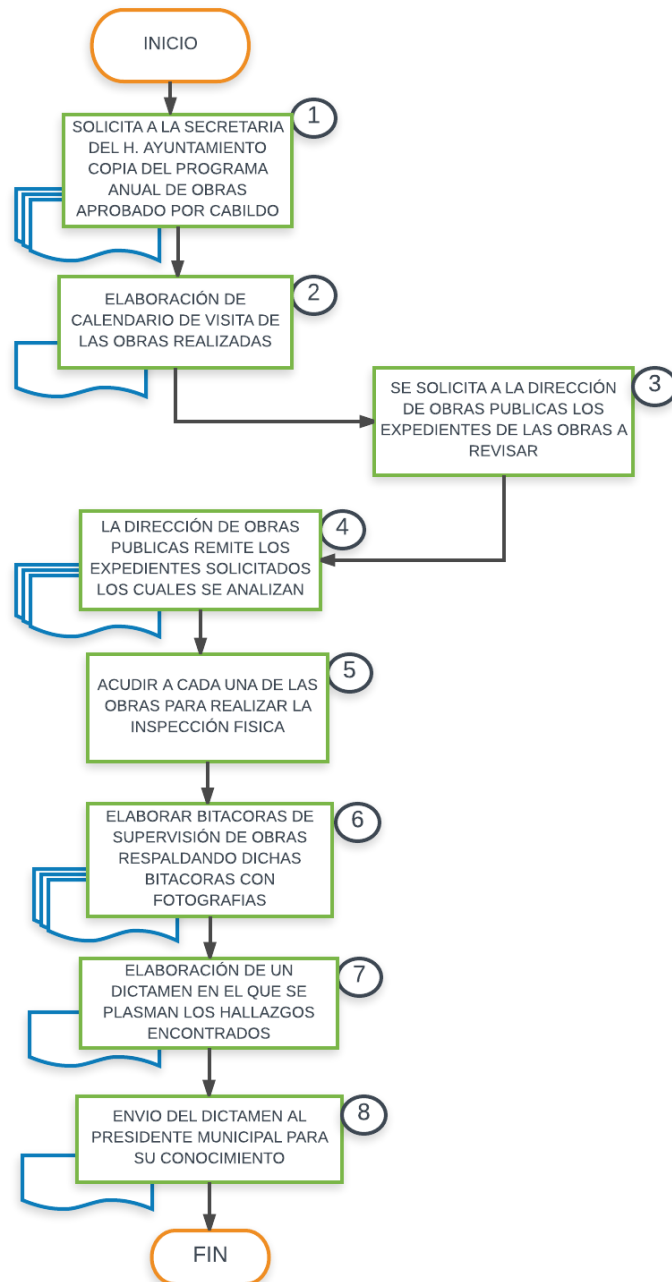 INICIO
1
SOLICITA A LA SECRETARIA
DEL H. AYUNTAMIENTO
COPIA DEL PROGRAMA
ANUAL DE OBRAS
APROBADO POR CABILDO
2
ELABORACIÓN DE
CALENDARIO DE VISITA DE
LAS OBRAS REALIZADAS
3
SE SOLICITA A LA DIRECCIÓN
DE OBRAS PUBLICAS LOS
EXPEDIENTES DE LAS OBRAS A
REVISAR
4
LA DIRECCIÓN DE OBRAS
PUBLICAS REMITE LOS
EXPEDIENTES SOLICITADOS
LOS CUALES SE ANALIZAN
5
ACUDIR A CADA UNA DE LAS
OBRAS PARA REALIZAR LA
INSPECCIÓN FISICA
6
ELABORAR BITACORAS DE
SUPERVISIÓN DE OBRAS
RESPALDANDO DICHAS
BITACORAS CON
FOTOGRAFIAS
7
ELABORACIÓN DE UN
DICTAMEN EN EL QUE SE
PLASMAN LOS HALLAZGOS
ENCONTRADOS
8
ENVIO DEL DICTAMEN AL
PRESIDENTE MUNICIPAL PARA
SU CONOCIMIENTO
FIN